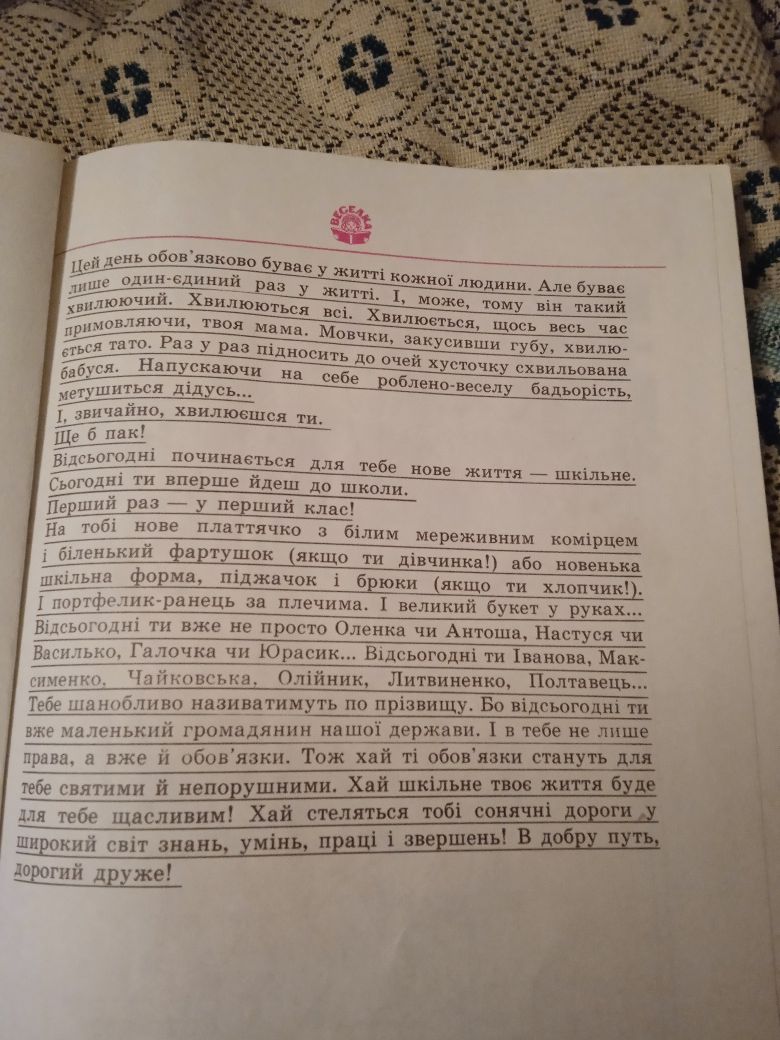 ВЕСЕЛКА
Цей день обов'язково буває у житті кожної людини. Але буває
лише один-єдиний раз у житті. І, може, тому він такий
хвилюючий. Хвилюються всі. Хвилюється, щось весь час
примовляючи, твоя мама. Мовчки, закусивши губу, хвилю-
ється тато. Раз у раз підносить до очей хусточку схвильована
бабуся. Напускаючи на себе роблено-веселу бадьорість,
метушиться дідусь...
І, звичайно, хвилюєшся ти.
Ще б пак!
Відсьогодні починається для тебе нове життя — шкільне.
Сьогодні ти вперше йдеш до школи.
Перший раз — у перший клас!
На тобі нове платтячко з білим мереживним комірцем
і біленький фартушок (якщо ти дівчинка!) або новенька
шкільна форма, піджачок і брюки (якщо ти хлопчик!).
І портфелик-ранець за плечима. І великий букет у руках...
Відсьогодні ти вже не просто Оленка чи Антоша, Настуся чи
Василько, Галочка чи Юрасик... Відсьогодні ти Іванова, Мак-
сименко, Чайковська, Олійник, Литвиненко, Полтавець...
Тебе шанобливо називатимуть по прізвищу. Бо відсьогодні ти
вже маленький громадянин нашої держави. І в тебе не лише
права, а вже й обов'язки. Тож хай ті обов'язки стануть для
тебе святими й непорушними. Хай шкільне твоє життя буде
для тебе щасливим! Хай стеляться тобі сонячні дороги у
широкий світ знань, умінь, праці і звершень! В добру путь,
дорогий друже!